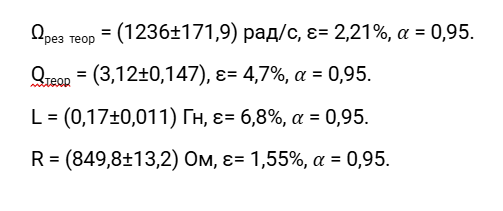 Ωрез теор = (1236±171,9) рад/с, ε= 2,21%, α = 0,95.
Qтеор = (3,12±0,147), ε= 4,7%, α = 0,95.
L = (0,17±0,011) Гн, ε= 6,8%, α = 0,95.
R = (849,8±13,2) Ом, ε= 1,55%, α = 0,95.